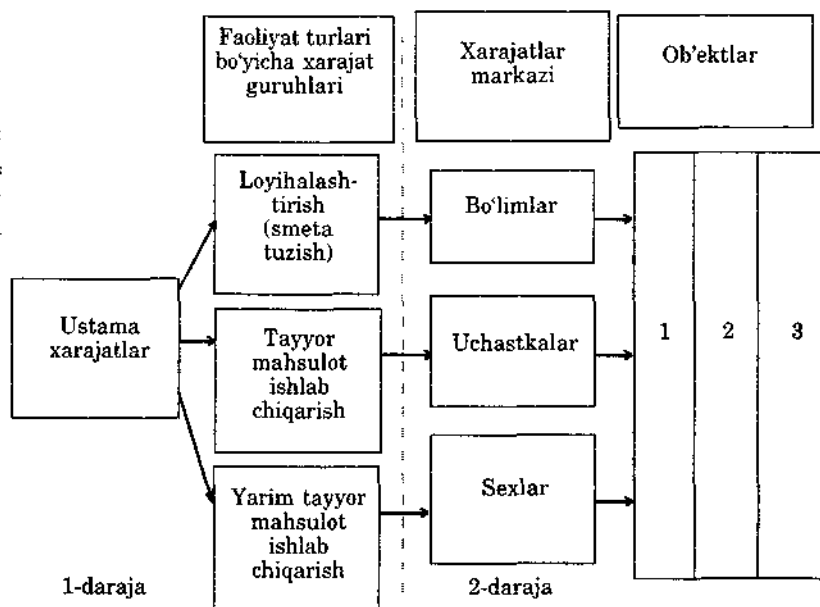 Faoliyat turlari
bo‘yicha xarajat
guruhlari
Xarajatlar
markazi
Ob’ektlar
Loyihalash-
tirish
(smeta
tuzish)
Bo‘limlar
Ustama
xarajatlar
Tayyor
mahsulot
ishlab
chiqarish
Uchastkalar
1
2
3
Yarim tayyor
mahsulot
ishlab
chiqarish
Sexlar
1-daraja
2-daraja